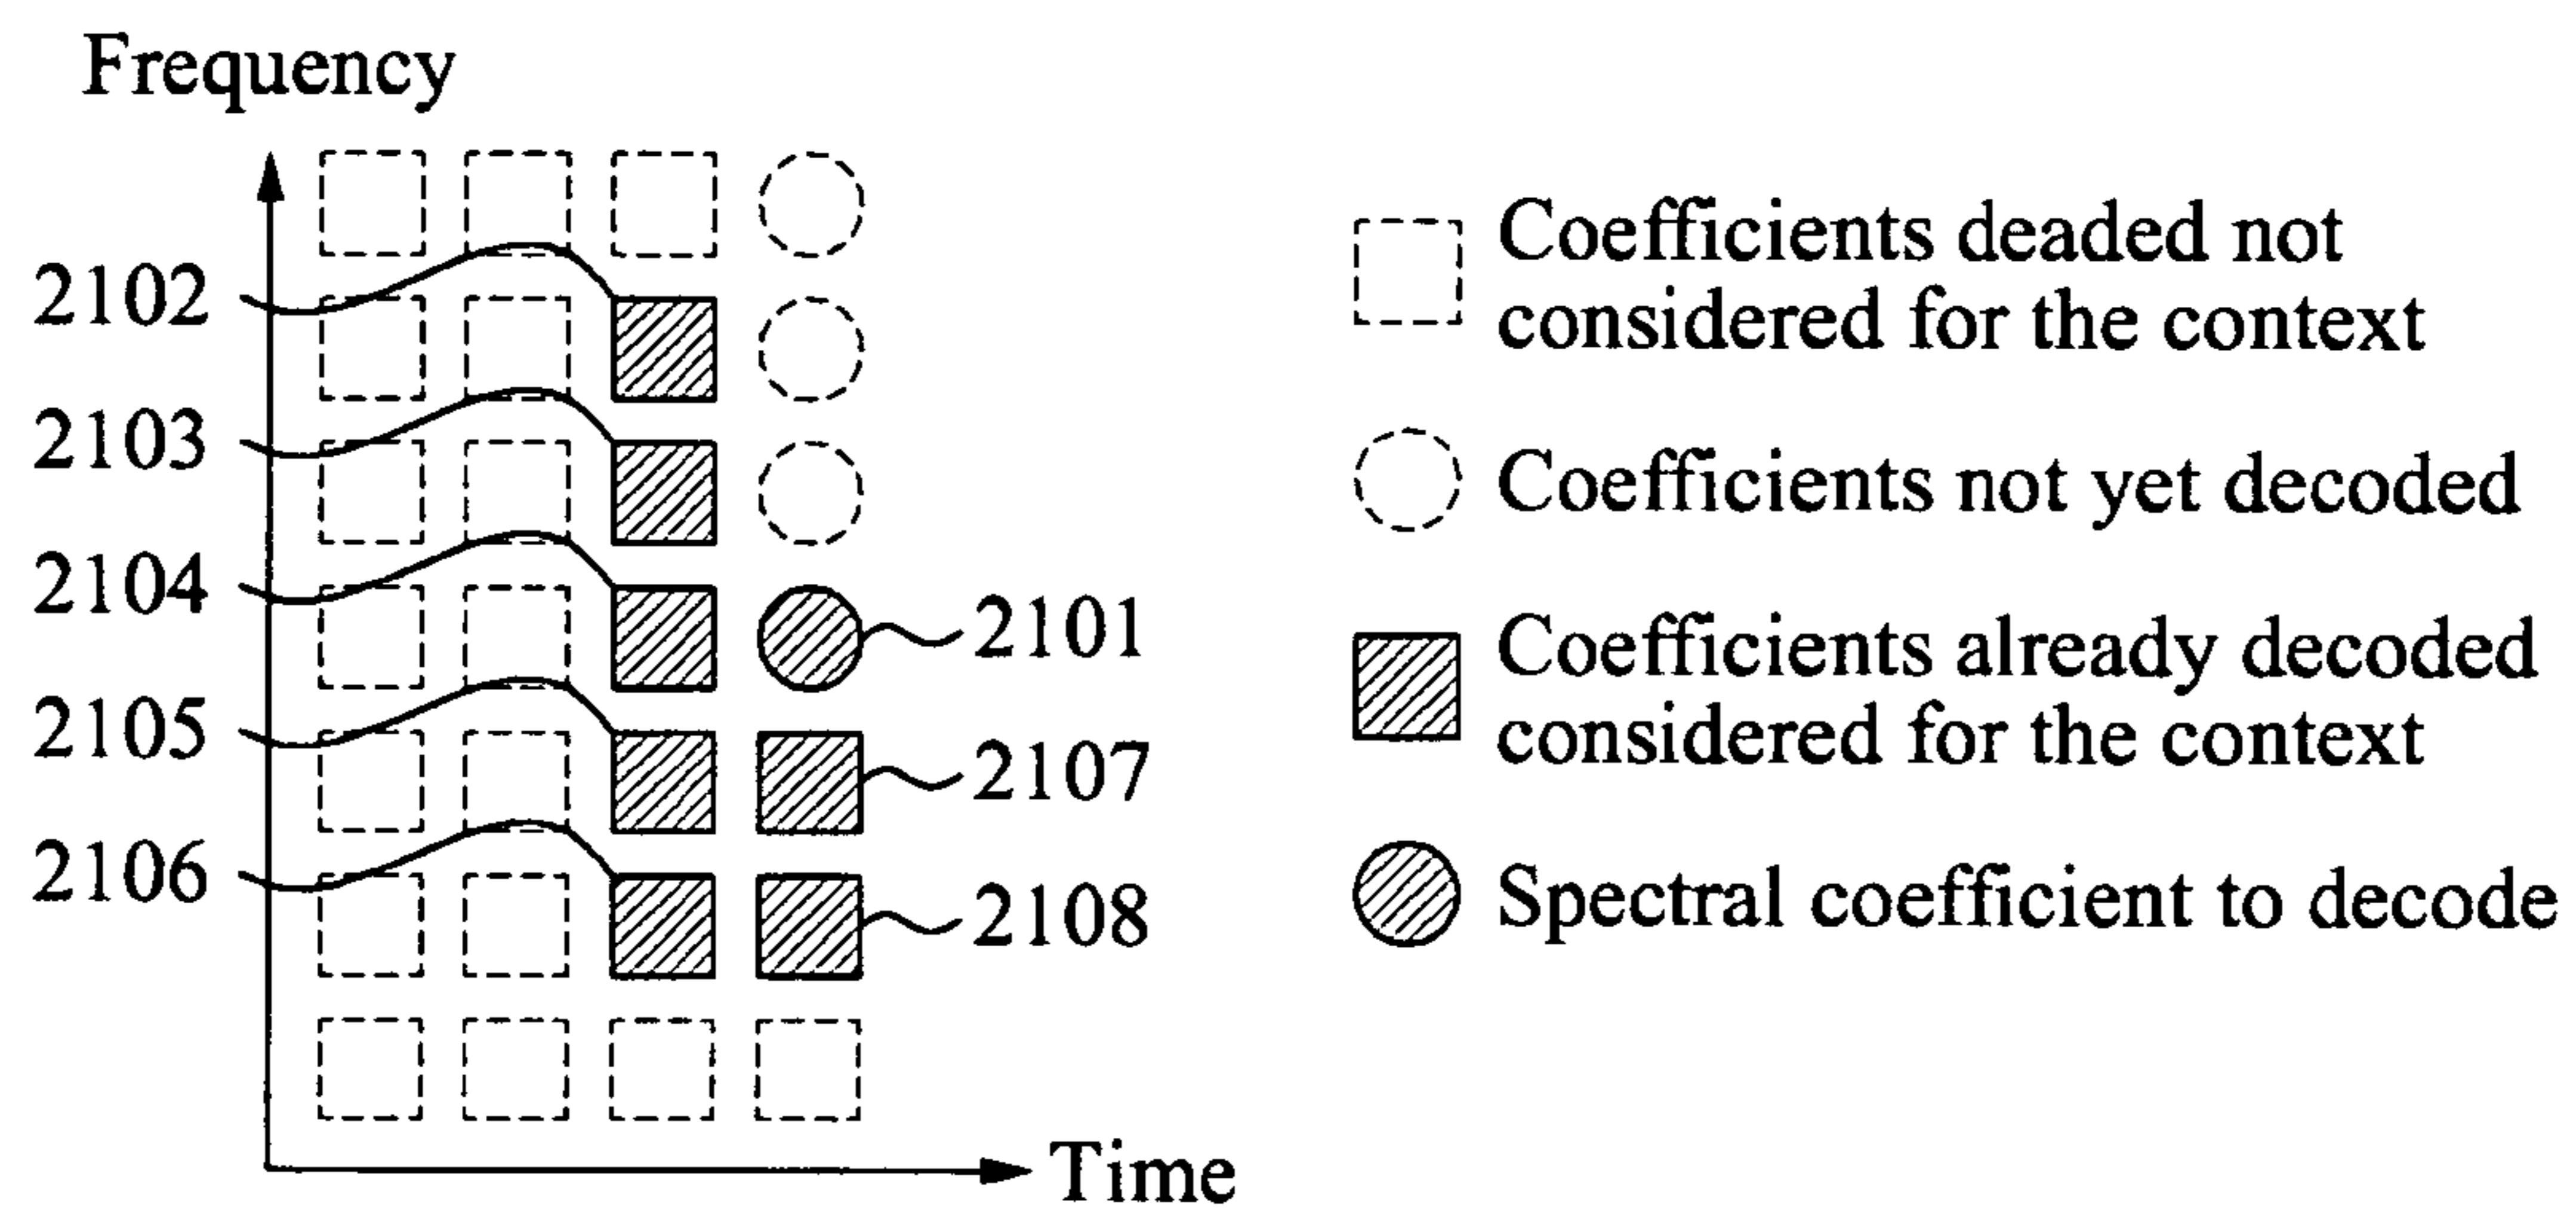 Frequency
2102
2103
2104
2105
2106
2101
2107
2108
Time
Coefficients deaded not
considered for the context
Coefficients not yet decoded
Coefficients already decoded
considered for the context
Spectral coefficient to decode